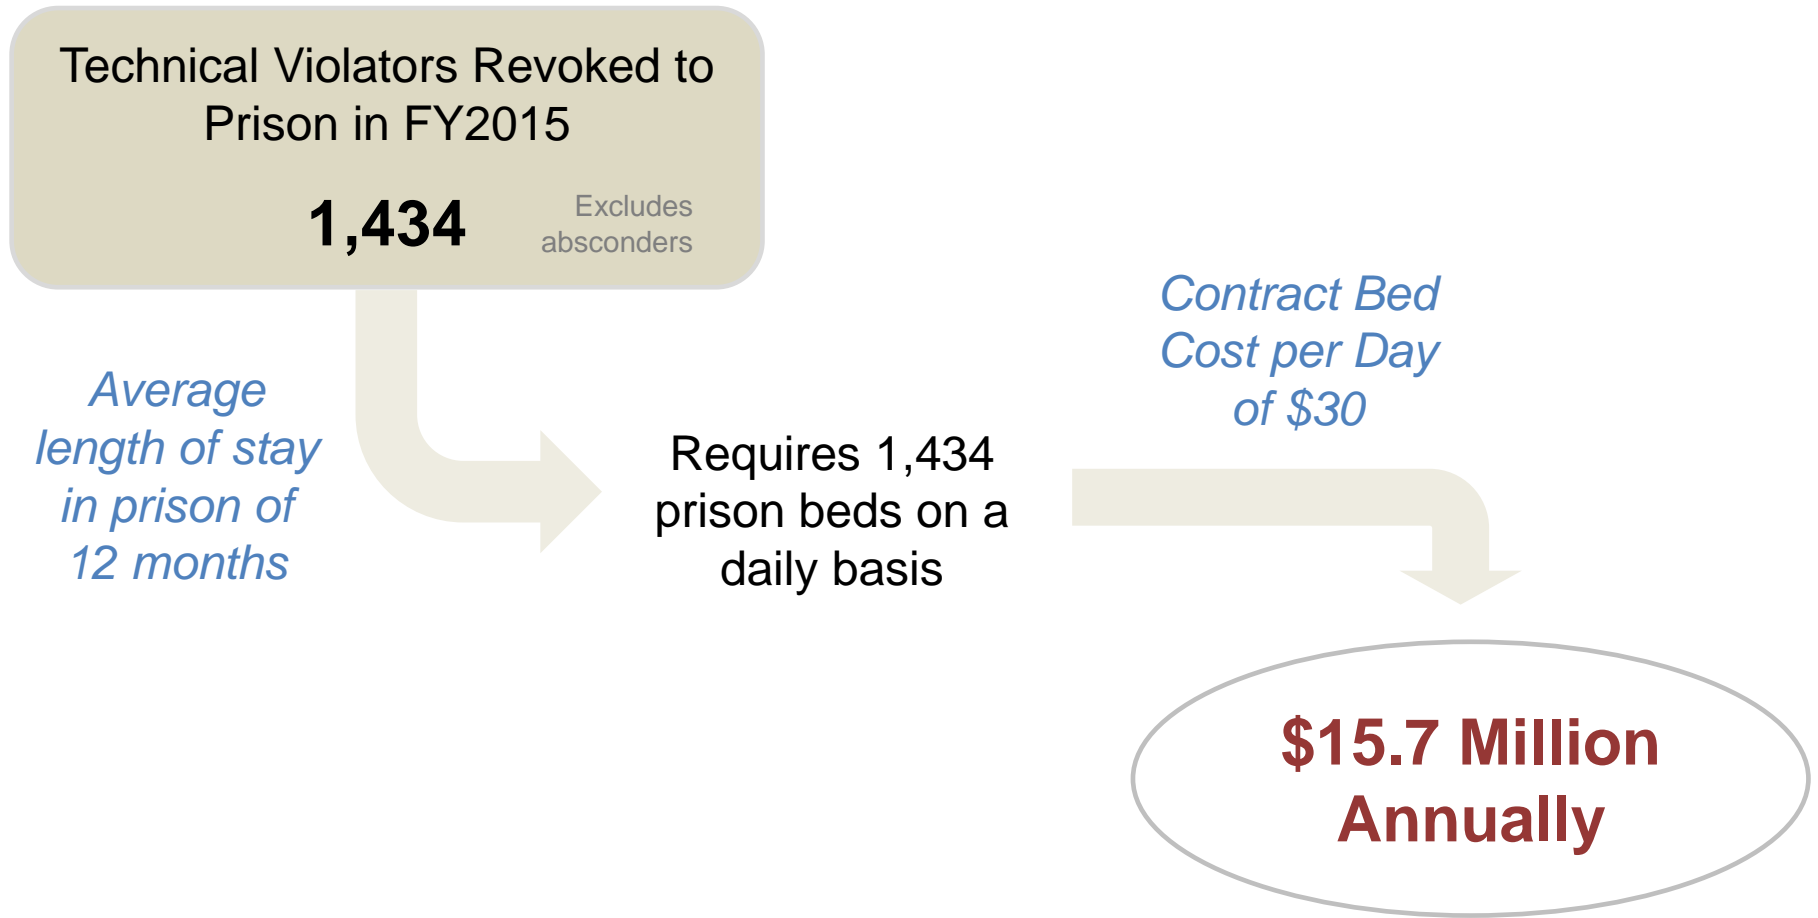 Technical Violators Revoked to
Prison in FY2015
1,434
Excludes
absconders
Average
length of stay
in prison of
12 months
Requires 1,434
prison beds on a
daily basis
Contract Bed
Cost per Day
of $30
$15.7 Million
Annually